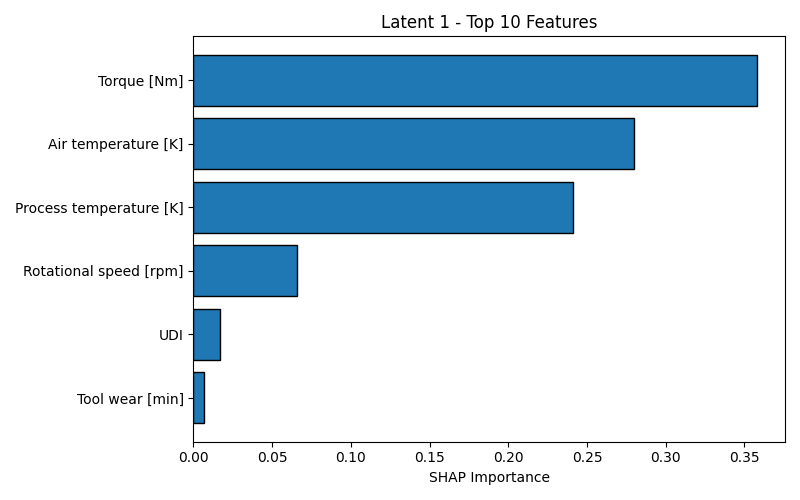 Latent 1 - Top 10 Features
Torque [Nm]
Air temperature [K]
Process temperature [K]
Rotational speed [rpm]
UDI
Tool wear [min]
0.00 0.05 0.10 0.15 0.20 0.25 0.30 0.35
SHAP Importance